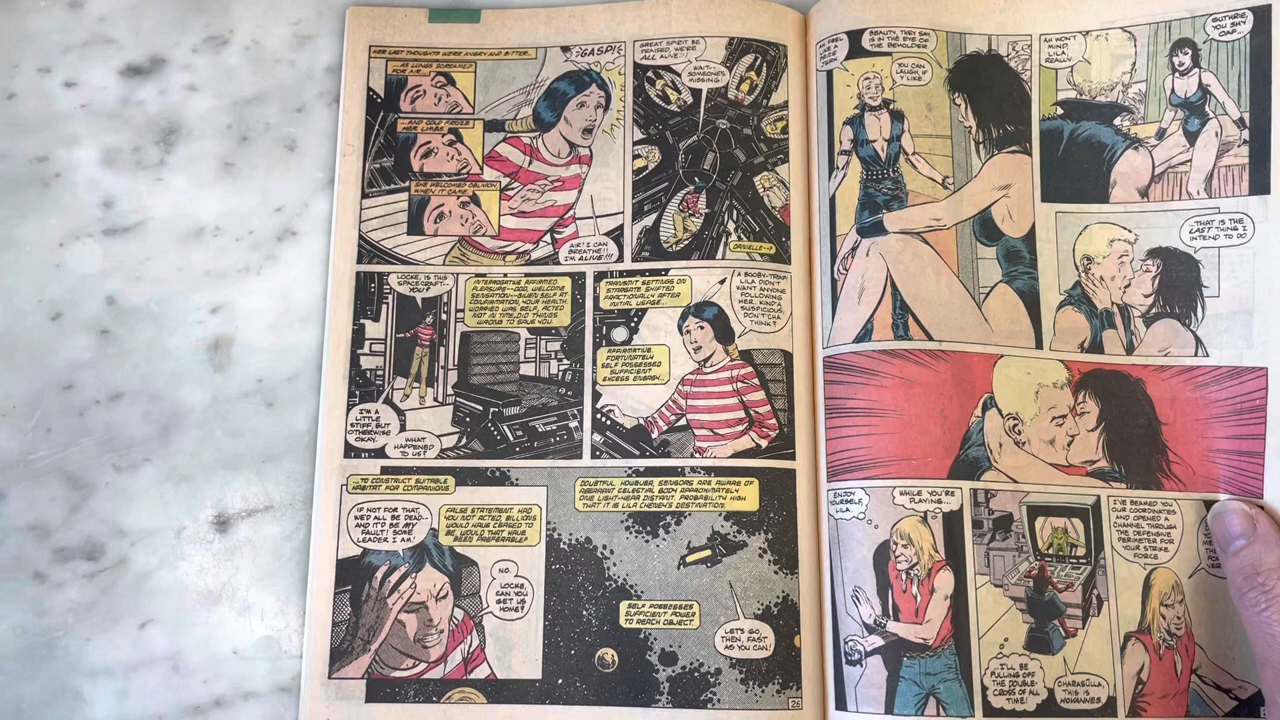 HER LAST THOUGHTS WERE ANGRY AND BITTER...
...AS LUNGS SCREAMED
FOR AIR...
...AND COLD FROZE
HER LIMBS.
SHE WELCOMED OBLIVION,
WHEN IT CAME.
GASP!
AIR! I CAN
BREATHE!!
I'M ALIVE!!!
GREAT SPIRIT BE
PRAISED, WE'RE
ALL ALIVE...!
WAIT--
SOMEONE'S
MISSING!
DANIELLE--?
LOCKE, IS THIS
SPACECRAFT--
YOU?
I'M A
LITTLE
STIFF, BUT
OTHERWISE
OKAY.
WHAT
HAPPENED
TO US?
INTERROGATIVE AFFIRMED.
PLEASURE--ODD, WELCOME
SENSATION--GIVEN SELF AT
CONFIRMATION, YOUR HEALTH.
WORRIED WAS SELF, ACTED
NOT IN TIME, DID THINGS
WRONG TO SAVE YOU.
TRANSMIT SETTINGS ON
STARGATE SHIFTED
FRACTIONALLY AFTER
INITIAL USAGE.
A BOOBY-TRAP!
LILA DIDN'T
WANT ANYONE
FOLLOWING
HER. KIND'A
SUSPICIOUS,
DON'TCHA
THINK?
AFFIRMATIVE.
FORTUNATELY
SELF POSSESSED
SUFFICIENT
EXCESS ENERGY...
...TO CONSTRUCT SUITABLE
HABITAT FOR COMPANIONS.
IF NOT FOR THAT,
WE'D ALL BE DEAD--
AND IT'D BE MY
FAULT! SOME
LEADER I AM!
FALSE STATEMENT. HAD
YOU NOT ACTED, BILLIONS
WOULD HAVE CEASED TO
BE. WOULD THAT HAVE
BEEN PREFERABLE?
NO.
LOCKE,
CAN YOU
GET US
HOME?
DOUBTFUL. HOWEVER, SENSORS ARE AWARE OF
ABERRANT CELESTIAL BODY APPROXIMATELY
ONE LIGHT-YEAR DISTANT. PROBABILITY HIGH
THAT IT IS LILA CHENEY'S DESTINATION.
SELF POSSESSES
SUFFICIENT POWER
TO REACH OBJECT.
LET'S GO,
THEN, FAST
AS YOU CAN!
26
AH FEEL
LIKE A
PRIZE
JERK.
BEAUTY, THEY SAY,
IS IN THE EYE OF
THE BEHOLDER
YOU CAN
LAUGH, IF
Y' LIKE.
AH WON'T
MIND,
LILA,
REALLY.
GUTHRIE,
YOU SHY
OAF...
...THAT IS THE
LAST THING I
INTEND TO DO
ENJOY
YOURSELF,
LILA.
WHILE YOU'RE
PLAYING...
...I'LL BE
PULLING OFF
THE DOUBLE-
CROSS OF ALL
TIME!
CHARASÛLLA,
THIS IS
HOVANNES.
I'VE BEAMED YOU
OUR COORDINATES
AND OPENED A
CHANNEL THROUGH
THE DEFENSIVE
PERIMETER FOR
YOUR STRIKE
FORCE.